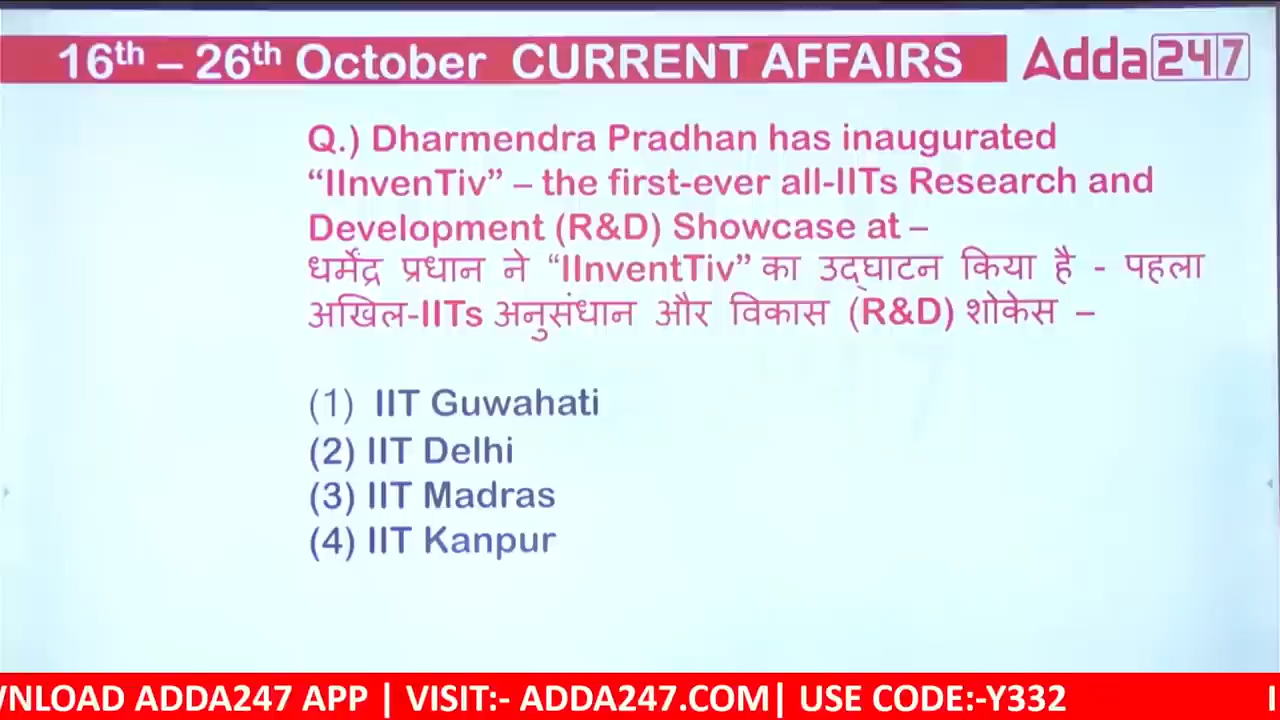 16th – 26th October CURRENT AFFAIRS Adda247
Q.) Dharmendra Pradhan has inaugurated
“IInvenTiv” – the first-ever all-IITs Research and
Development (R&D) Showcase at –
धर्मेंद्र प्रधान ने “IInventTiv” का उद्घाटन किया है - पहला
अखिल-IITs अनुसंधान और विकास (R&D) शोकेस –
(1) IIT Guwahati
(2) IIT Delhi
(3) IIT Madras
(4) IIT Kanpur
WNLOAD ADDA247 APP | VISIT:- ADDA247.COM| USE CODE:-Y332